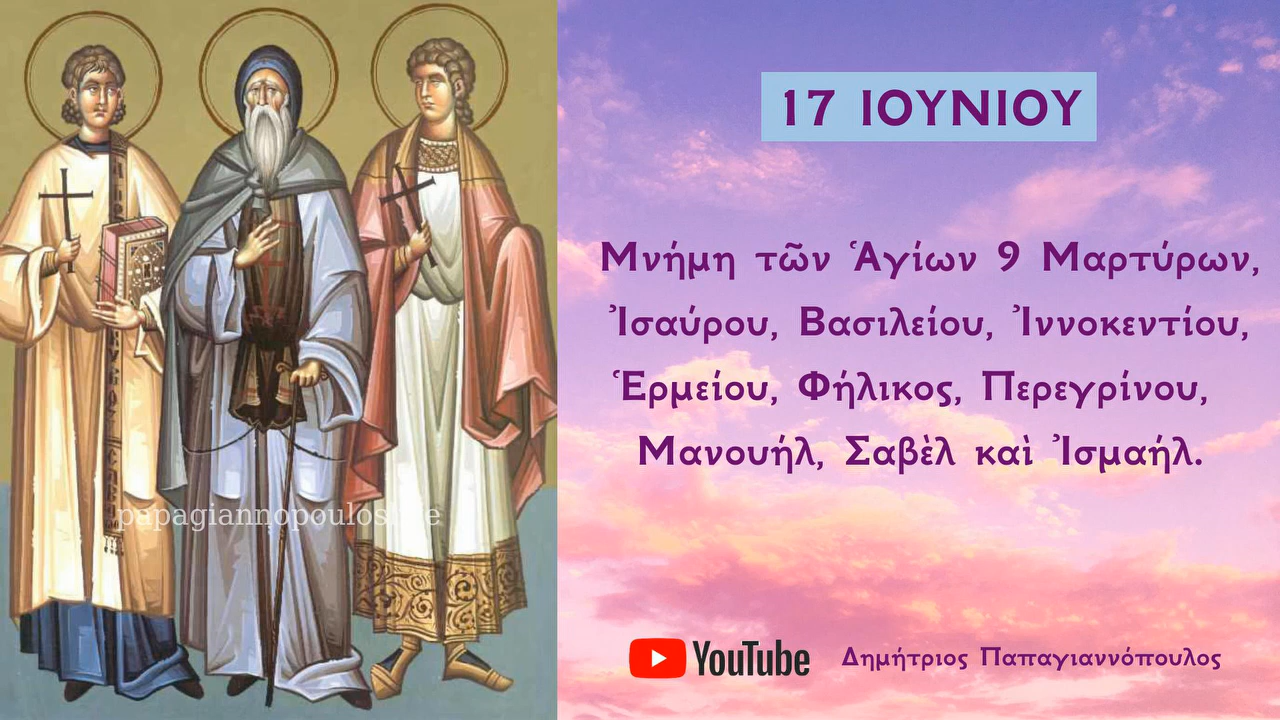 17 ΙΟΥΝΙΟΥ
Μνήμη τῶν Ἁγίων 9 Μαρτύρων,
Ἰσαύρου, Βασιλείου, Ἰννοκεντίου,
Ἑρμείου, Φήλικος, Περεγρίνου,
Μανουήλ, Σαβὲλ καὶ Ἰσμαήλ.
YouTube Δημήτριος Παπαγιαννόπουλος